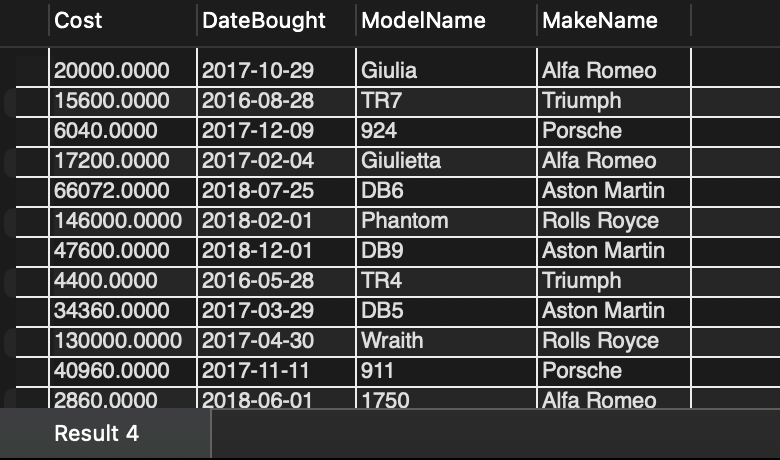 Cost DateBought ModelName MakeName
20000.0000 2017-10-29 Giulia Alfa Romeo
15600.0000 2016-08-28 TR7 Triumph
6040.0000 2017-12-09 924 Porsche
17200.0000 2017-02-04 Giulietta Alfa Romeo
66072.0000 2018-07-25 DB6 Aston Martin
146000.0000 2018-02-01 Phantom Rolls Royce
47600.0000 2018-12-01 DB9 Aston Martin
4400.0000 2016-05-28 TR4 Triumph
34360.0000 2017-03-29 DB5 Aston Martin
130000.0000 2017-04-30 Wraith Rolls Royce
40960.0000 2017-11-11 911 Porsche
2860.0000 2018-06-01 1750 Alfa Romeo
Result 4